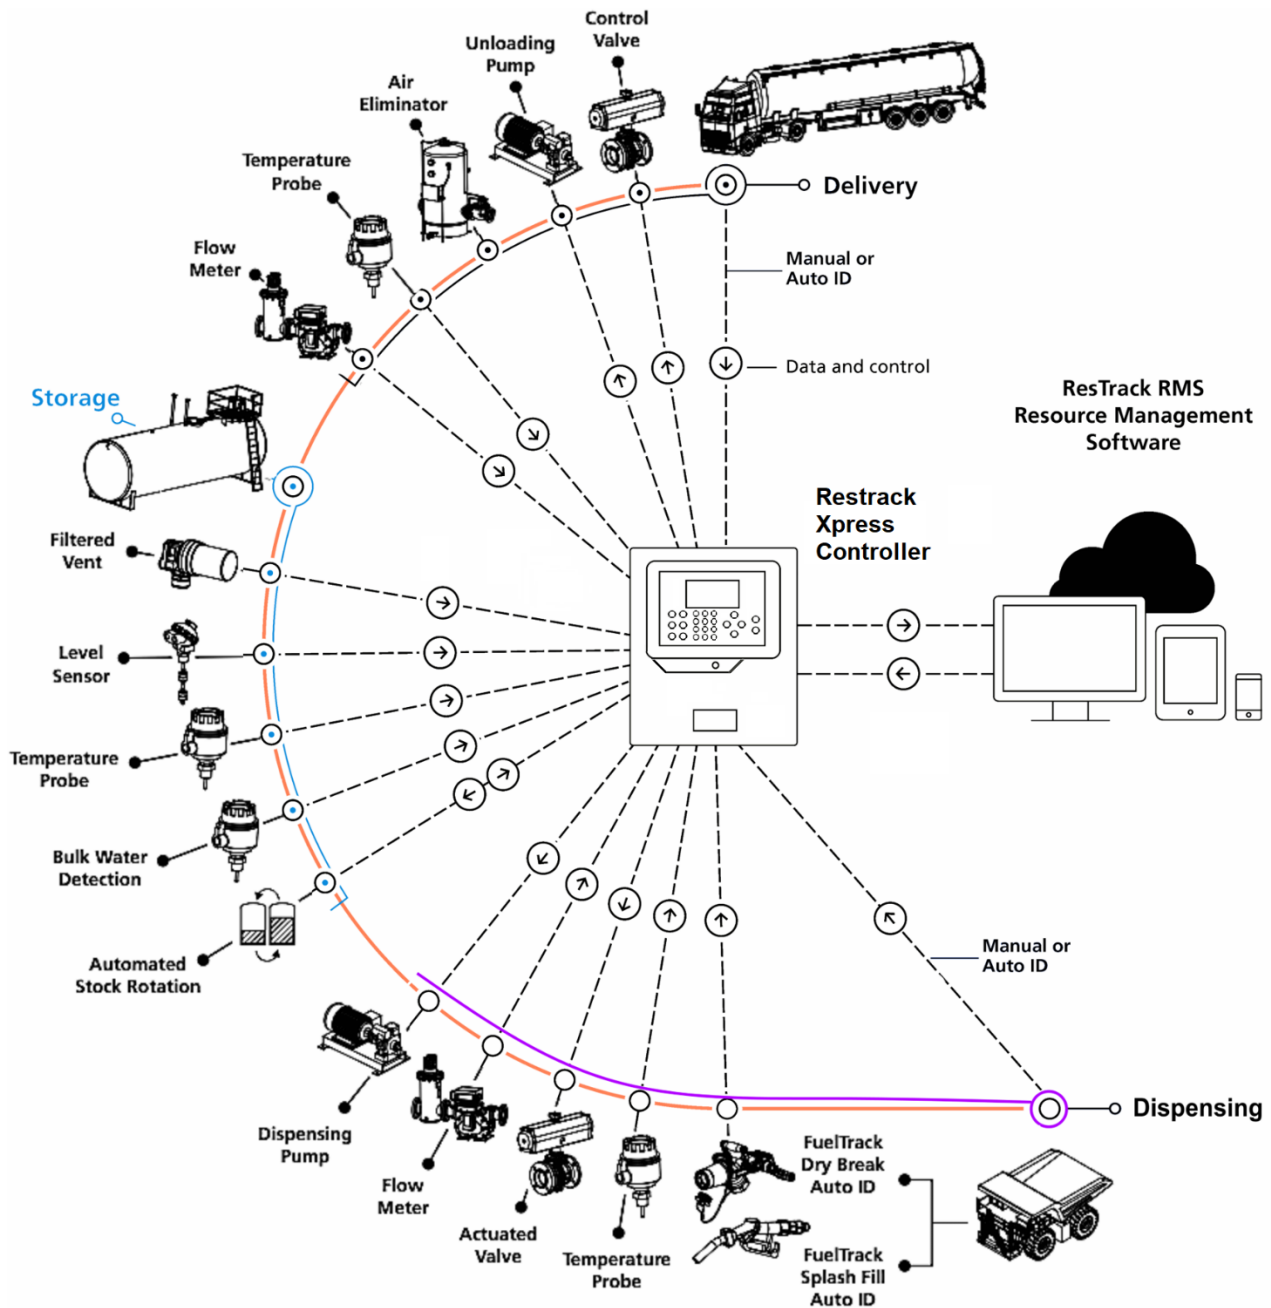 Control
Valve
Unloading
Pump
Air
Eliminator
Temperature
Probe
Flow
Meter
Delivery
Manual or
Auto ID
Data and control
Storage
ResTrack RMS
Resource Management
Software
Restrack
Xpress
Controller
Filtered
Vent
Level
Sensor
Temperature
Probe
Bulk Water
Detection
Automated
Stock Rotation
Manual or
Auto ID
Dispensing
Dispensing
Pump
Flow
Meter
Actuated
Valve
Temperature
Probe
FuelTrack
Dry Break
Auto ID
FuelTrack
Splash Fill
Auto ID